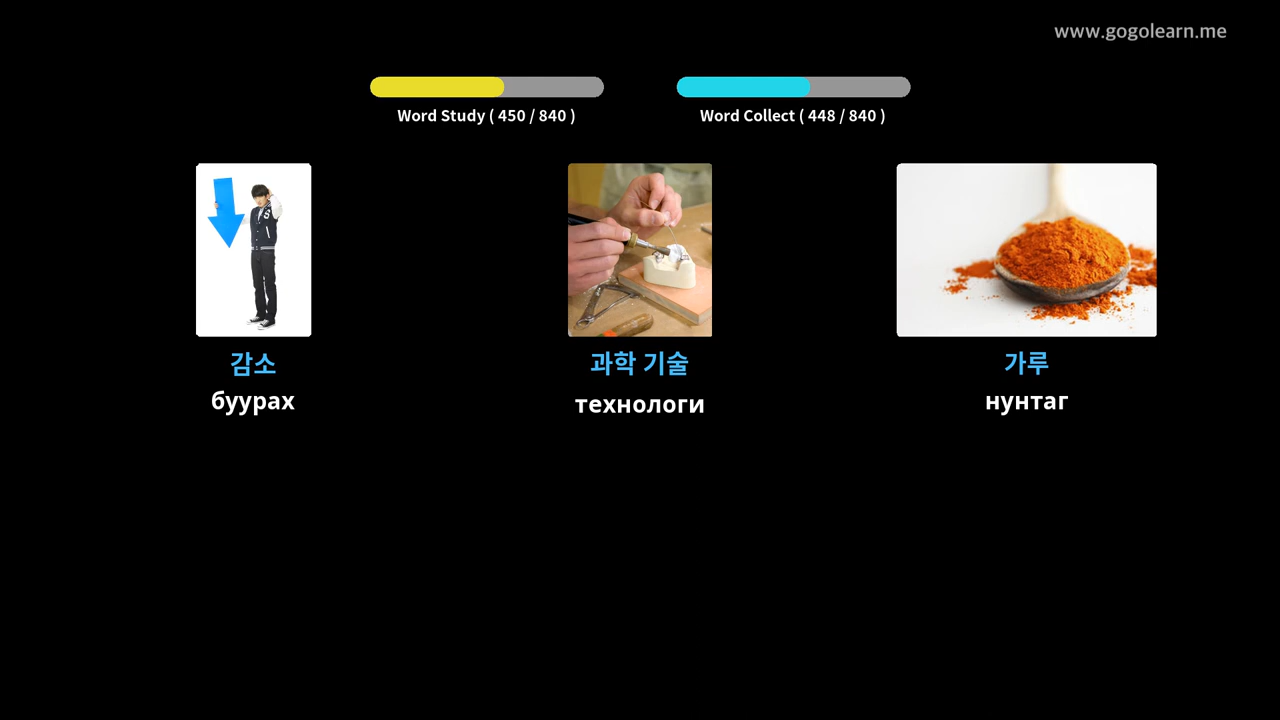 www.gogolearn.me
Word Study ( 450 / 840 )
Word Collect ( 448 / 840 )
감소
буурах
과학 기술
технологи
가루
нунтаг